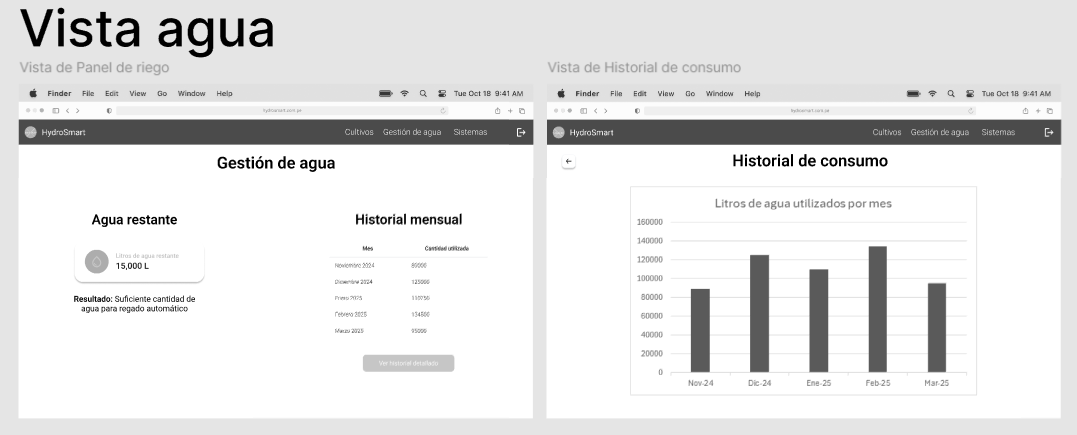 Vista agua
Vista de Panel de riego
Finder File Edit View Go Window Help Tue Oct 18 9:41 AM
hydrosmart.com.pe
HydroSmart Cultivos Gestión de agua Sistemas
Gestión de agua
Agua restante
Litros de agua restante
15,000 L
Resultado: Suficiente cantidad de
agua para regado automático
Historial mensual
Mes Cantidad utilizada
Noviembre 2024
Diciembre 2024 125000
Enero 2025 110250
Febrero 2025 134500
Marzo 2025 95000
Ver historial detallado
Vista de Historial de consumo
Finder File Edit View Go Window Help Tue Oct 18 9:41 AM
hydrosmart.com.pe
HydroSmart Cultivos Gestión de agua Sistemas
Historial de consumo
Litros de agua utilizados por mes
160000
140000
120000
100000
80000
60000
40000
20000
0
Nov-24 Dic-24 Ene-25 Feb-25 Mar-25